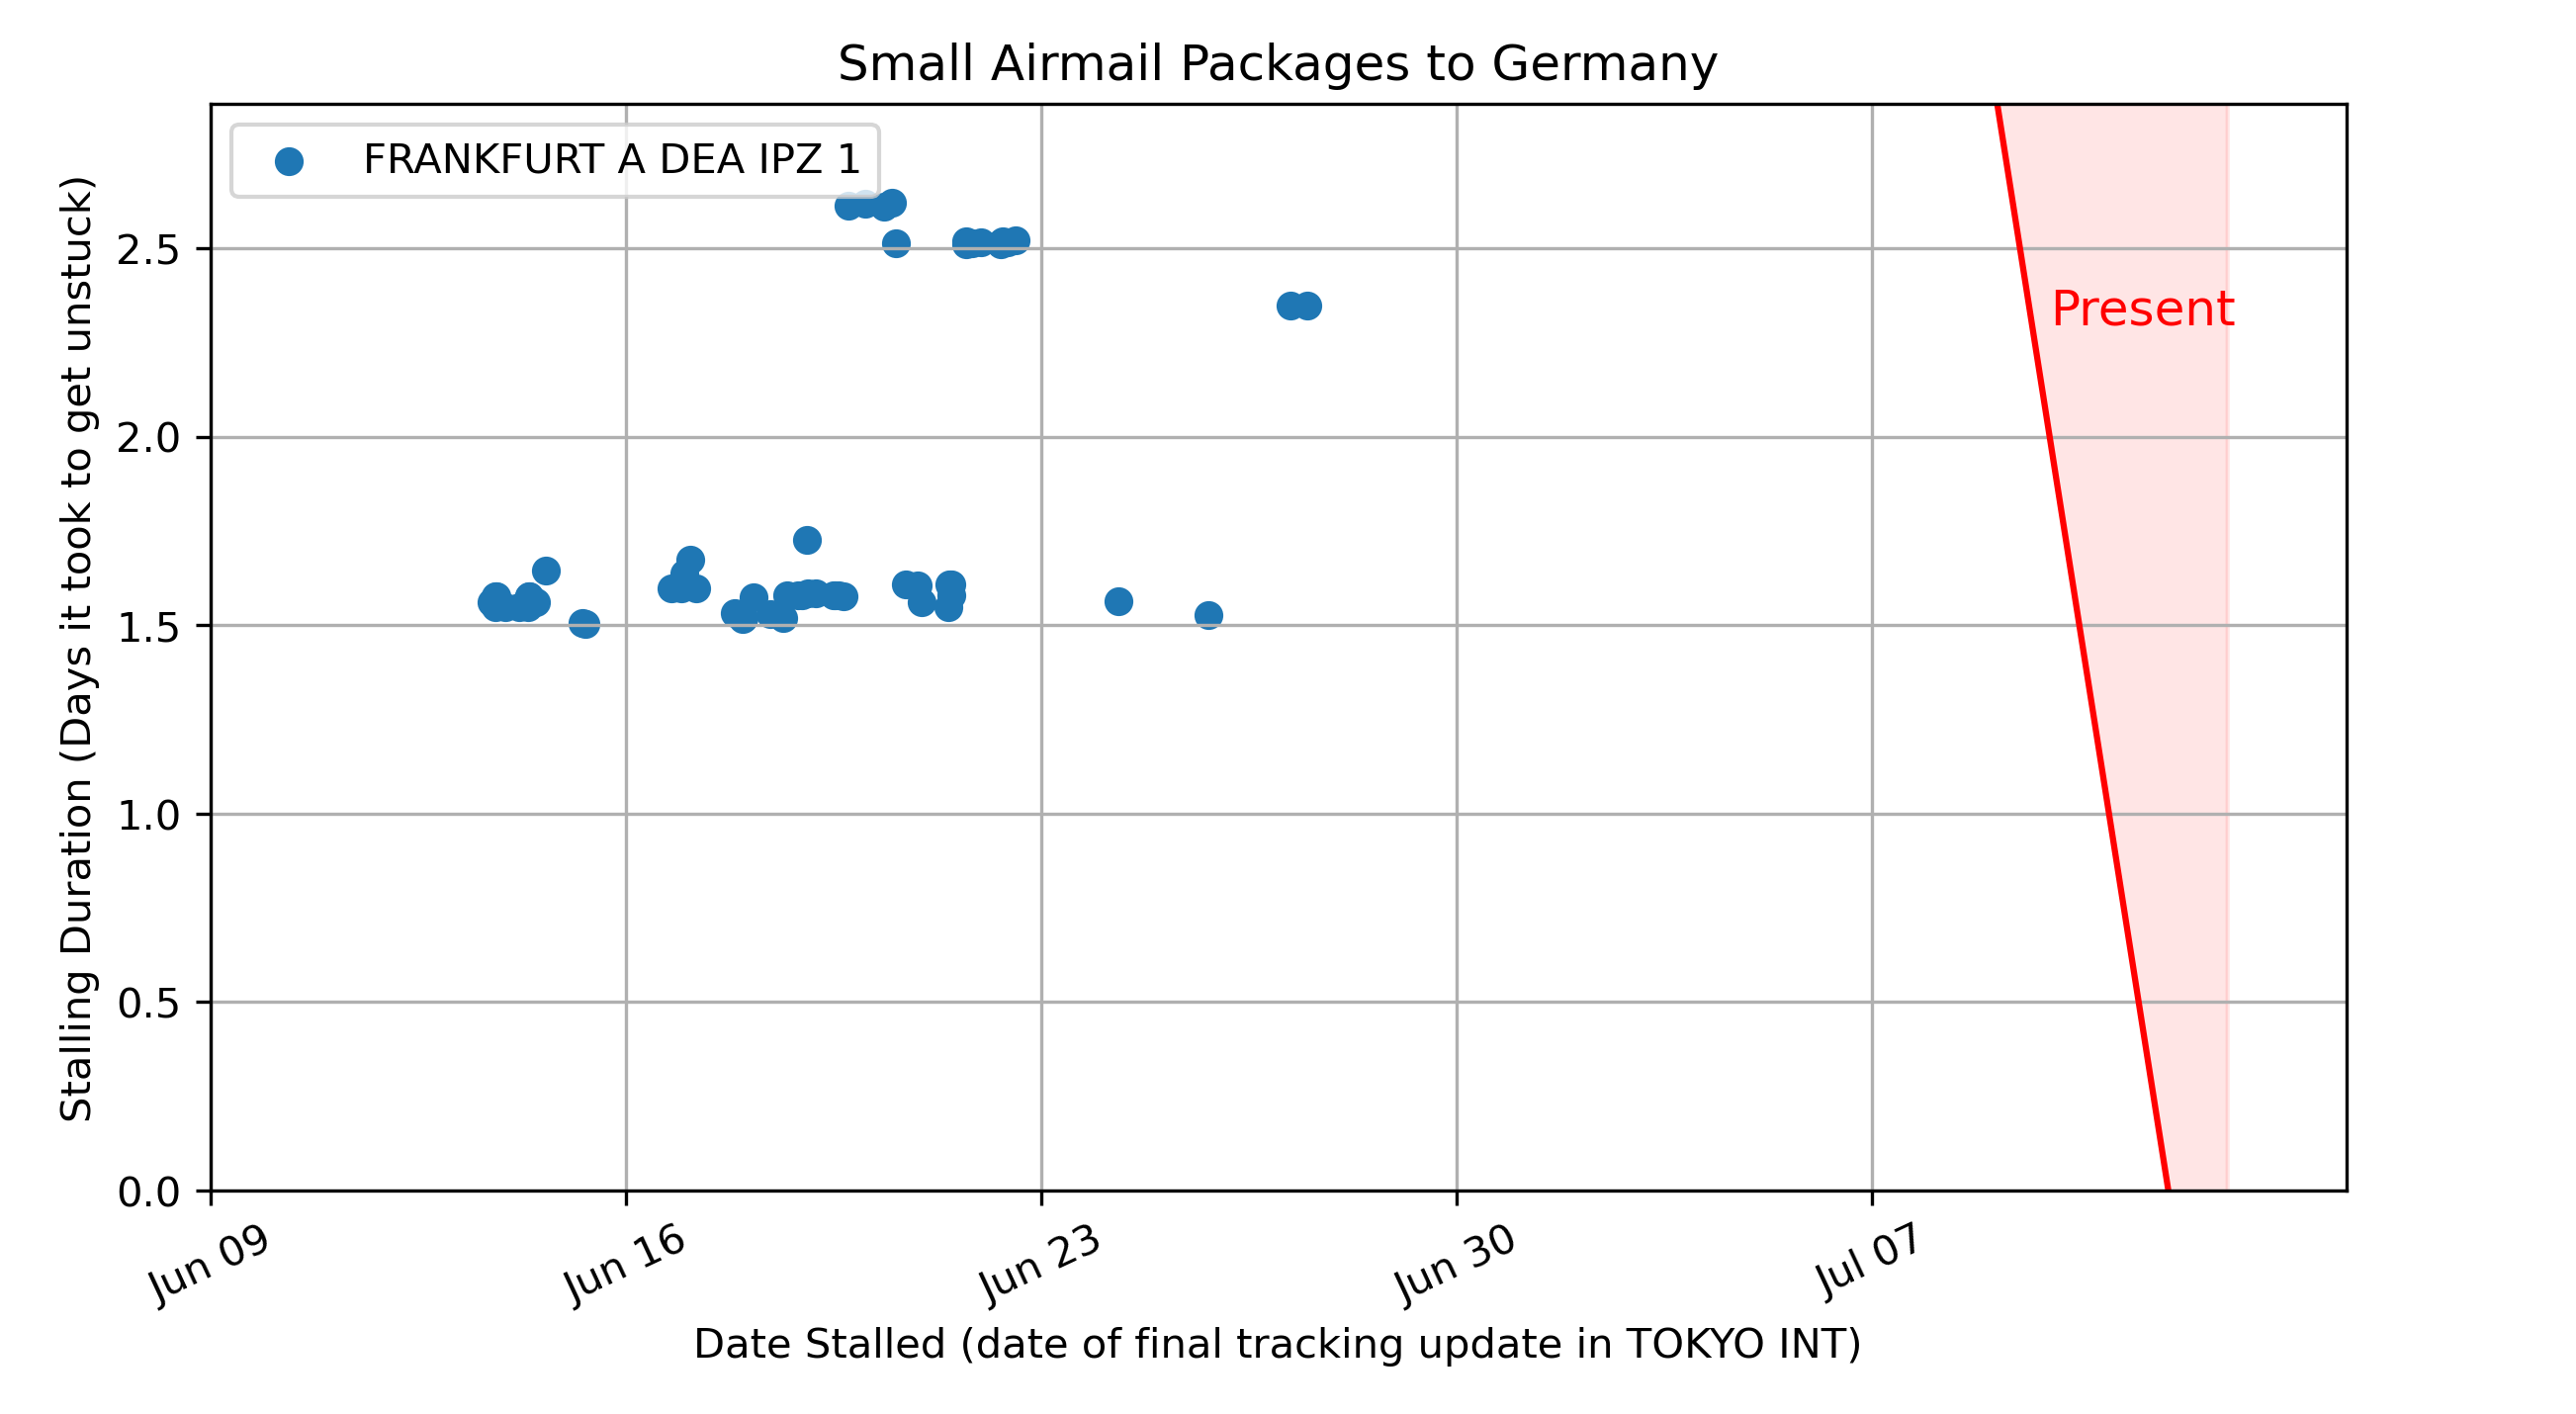 Small Airmail Packages to Germany
FRANKFURT A DEA IPZ 1
Present
Stalling Duration (Days it took to get unstuck)
2.5
2.0
1.5
1.0
0.5
0.0
Jun 09
Jun 16
Jun 23
Jun 30
Jul 07
Date Stalled (date of final tracking update in TOKYO INT)